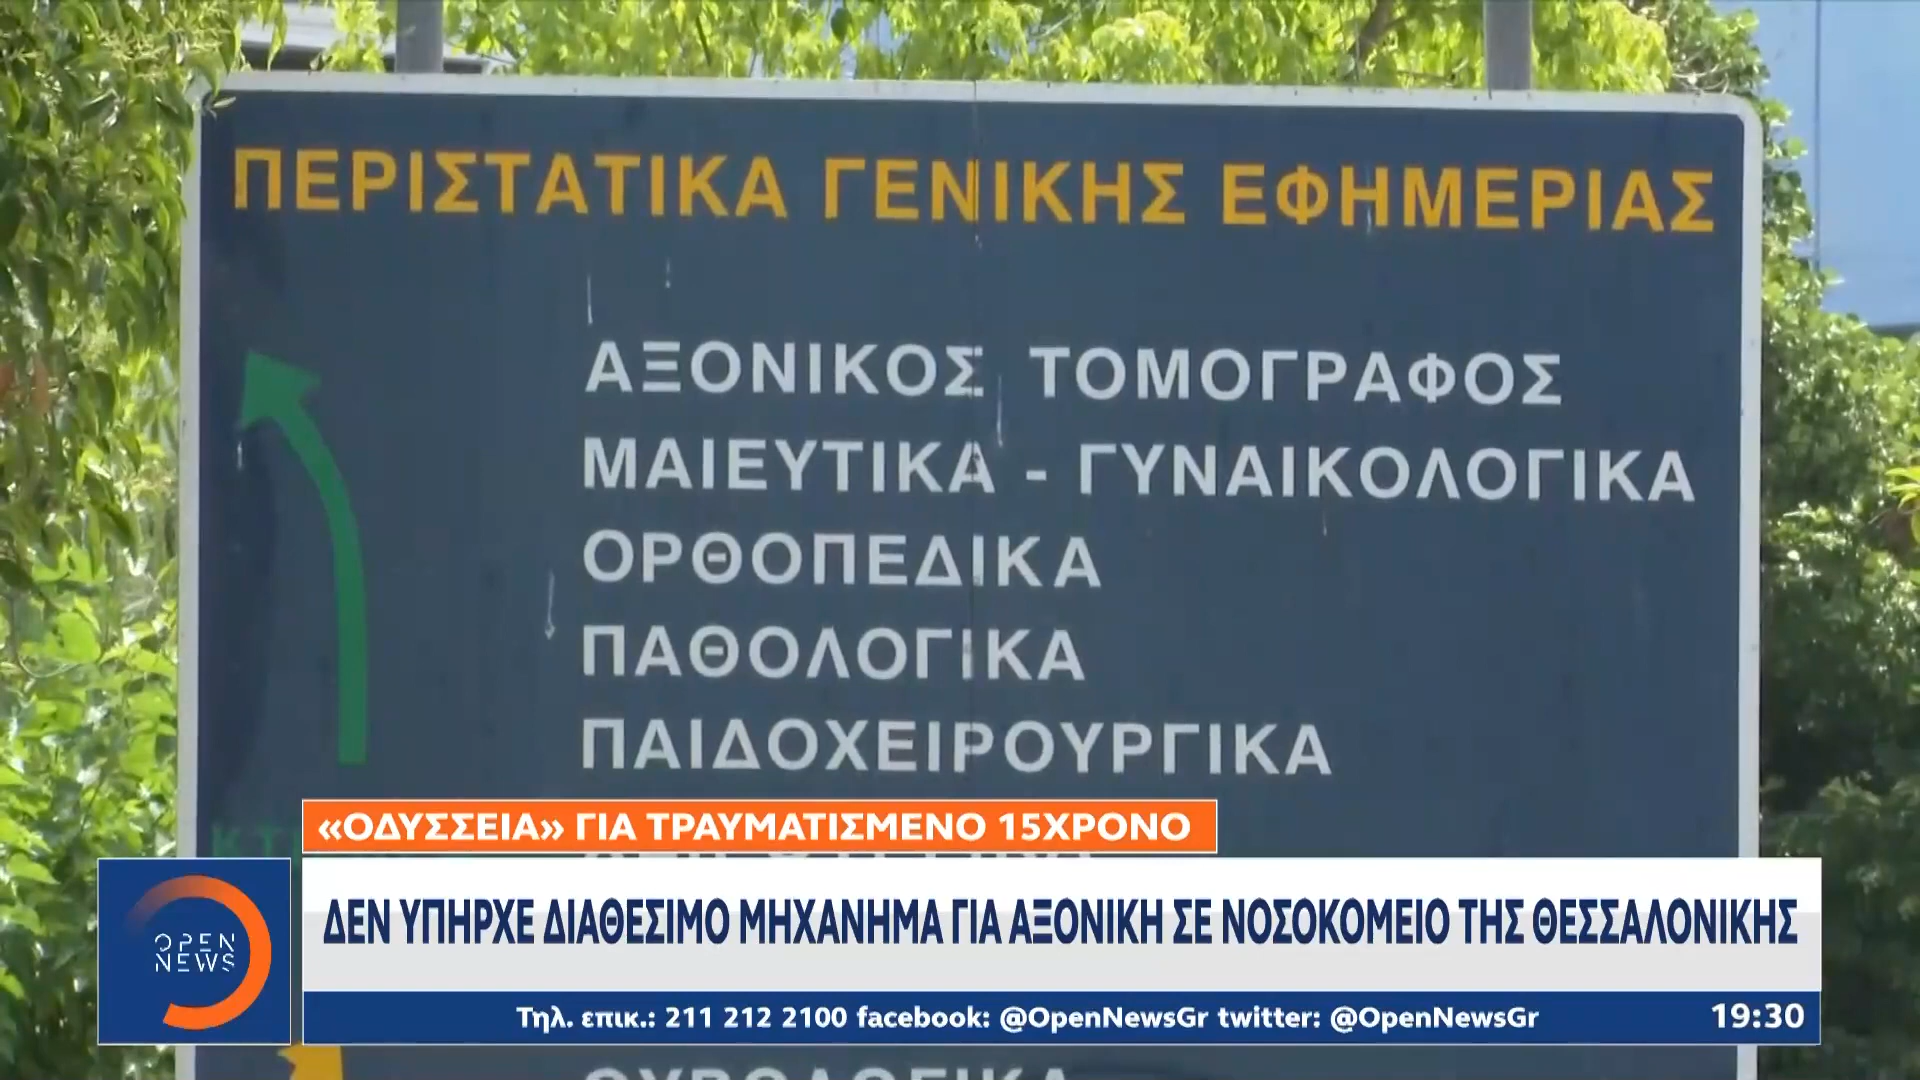 ΠΕΡΙΣΤΑΤΙΚΑ ΓΕΝΙΚΗΣ ΕΦΗΜΕΡΙΑΣ
ΑΞΟΝΙΚΟΣ ΤΟΜΟΓΡΑΦΟΣ
ΜΑΙΕΥΤΙΚΑ - ΓΥΝΑΙΚΟΛΟΓΙΚΑ
ΟΡΘΟΠΕΔΙΚΑ
ΠΑΘΟΛΟΓΙΚΑ
ΠΑΙΔΟΧΕΙΡΟΥΡΓΙΚΑ
«ΟΔΥΣΣΕΙΑ» ΓΙΑ ΤΡΑΥΜΑΤΙΣΜΕΝΟ 15ΧΡΟΝΟ
ΔΕΝ ΥΠΗΡΧΕ ΔΙΑΘΕΣΙΜΟ ΜΗΧΑΝΗΜΑ ΓΙΑ ΑΞΟΝΙΚΗ ΣΕ ΝΟΣΟΚΟΜΕΙΟ ΤΗΣ ΘΕΣΣΑΛΟΝΙΚΗΣ
OPEN
NEWS
Τηλ. επικ.: 211 212 2100 facebook: @OpenNewsGr twitter: @OpenNewsGr
19:30